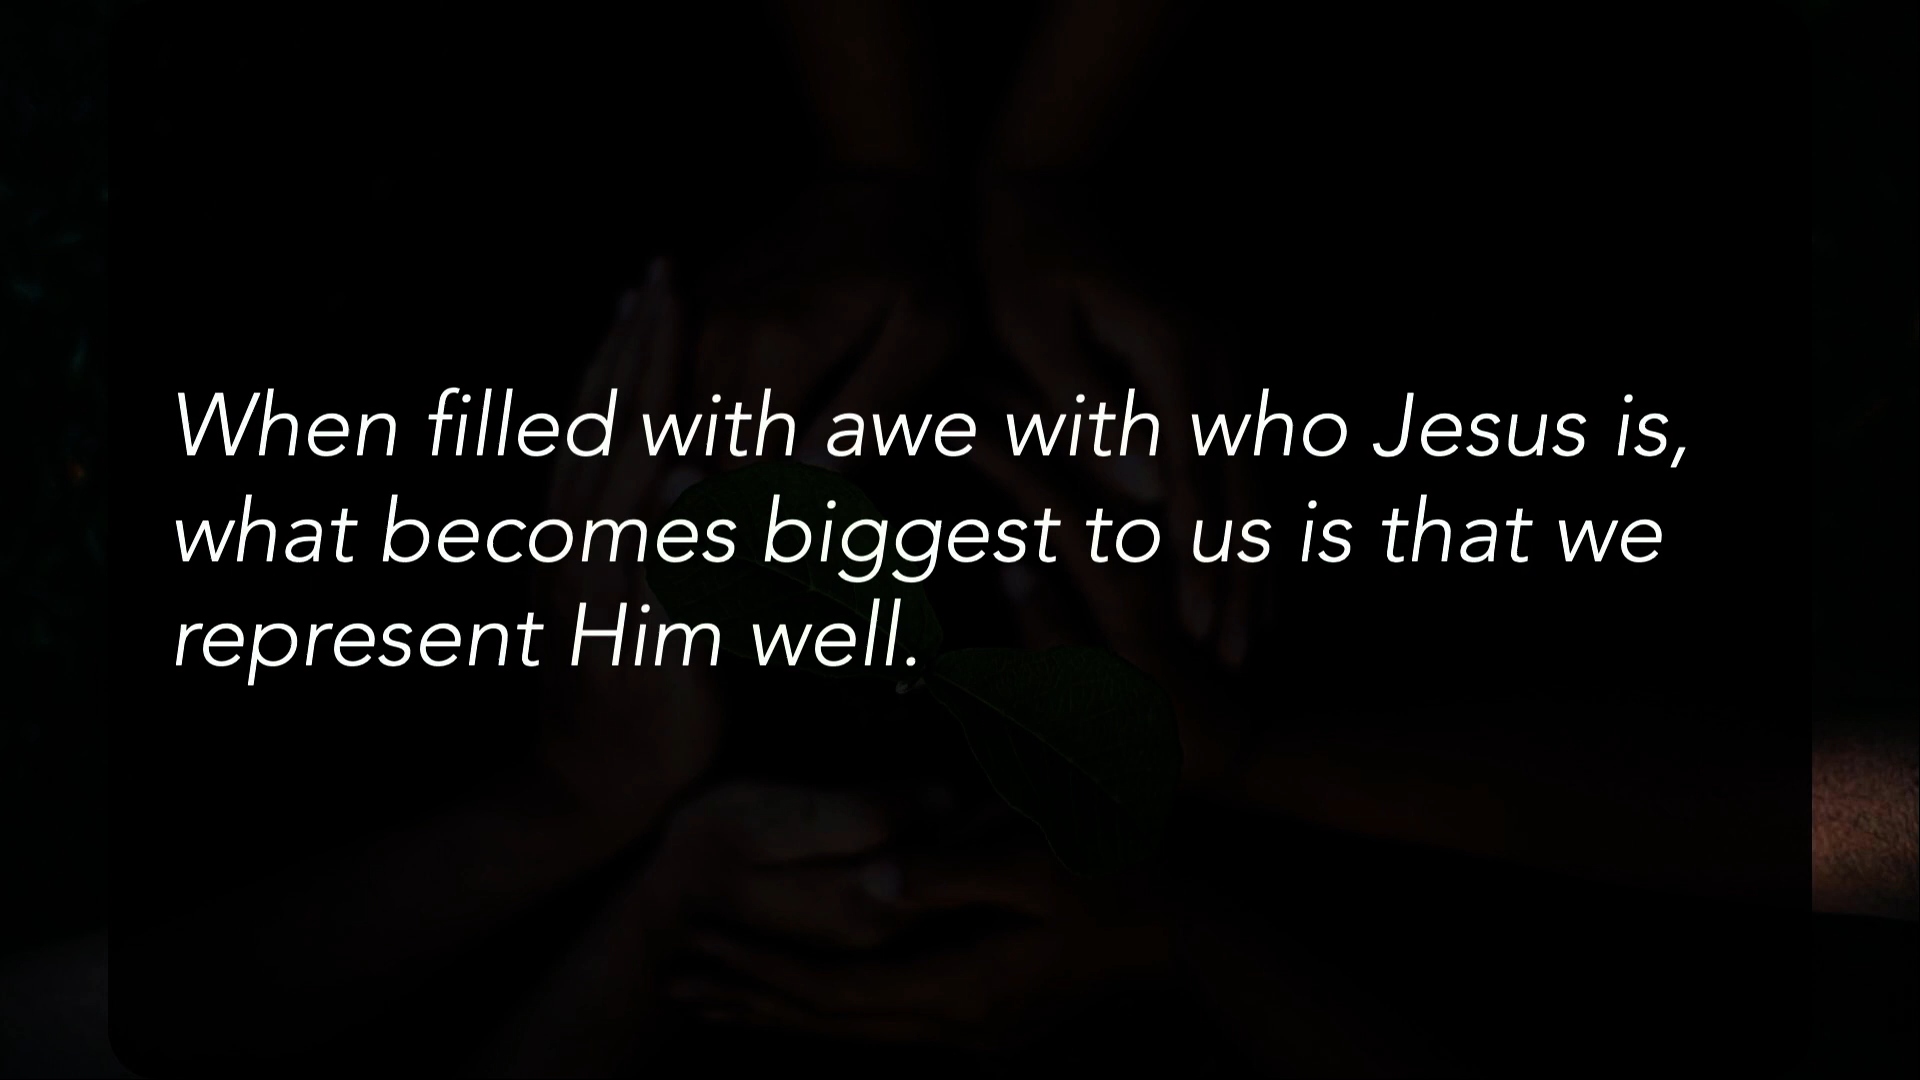 When filled with awe with who Jesus is,
what becomes biggest to us is that we
represent Him well.